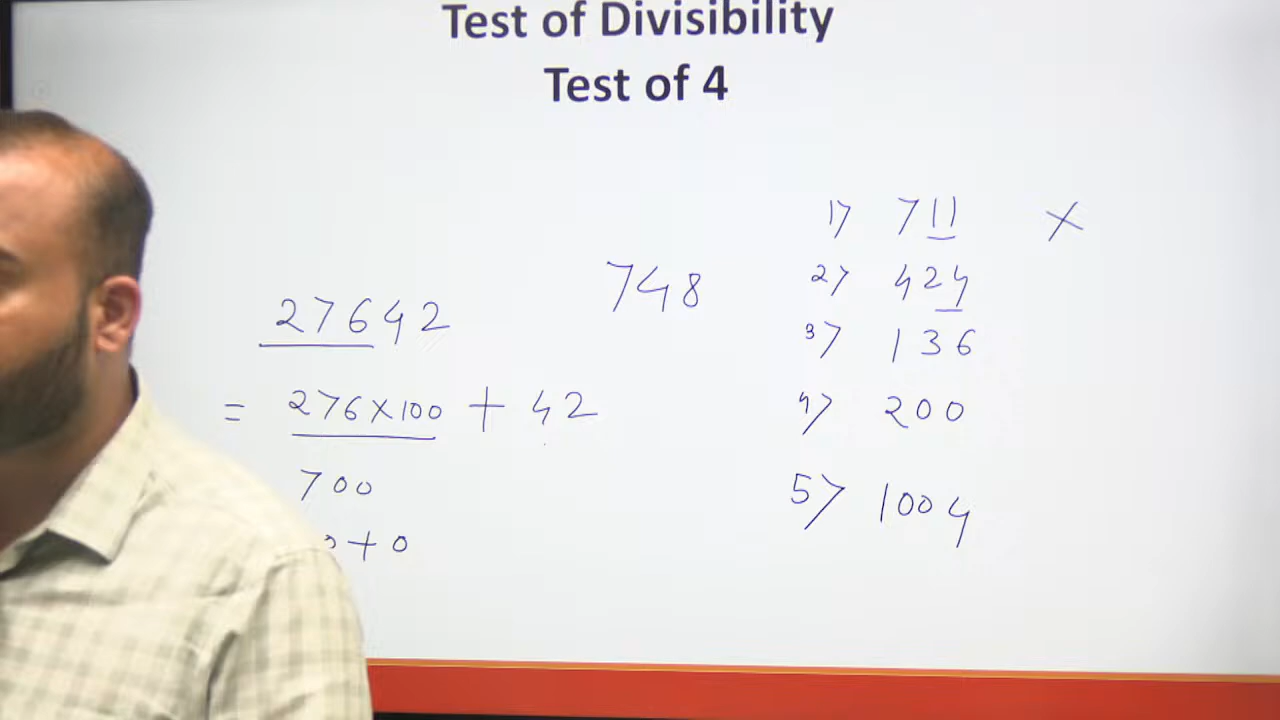 Test of Divisibility
Test of 4
27642
= 276×100 + 42
700
+ 0
748
1> 711 ×
2> 424
3> 136
4> 200
5> 1004